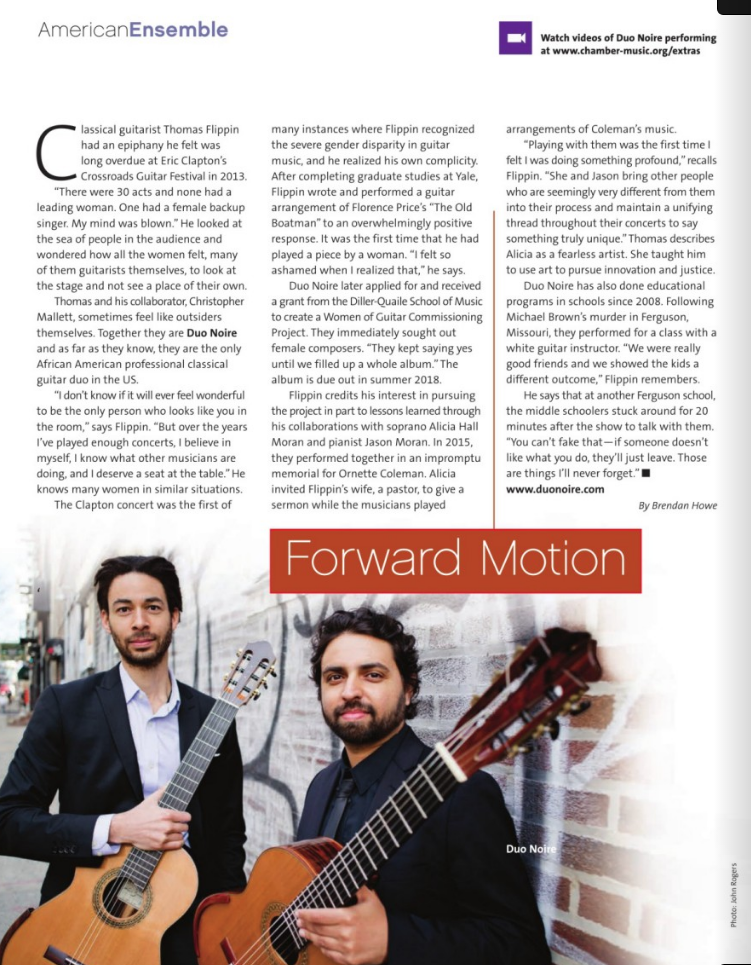 AmericanEnsemble
Watch videos of Duo Noire performing
at www.chamber-music.org/extras
Classical guitarist Thomas Flippin
had an epiphany he felt was
long overdue at Eric Clapton's
Crossroads Guitar Festival in 2013.
"There were 30 acts and none had a
leading woman. One had a female backup
singer. My mind was blown." He looked at
the sea of people in the audience and
wondered how all the women felt, many
of them guitarists themselves, to look at
the stage and not see a place of their own.
Thomas and his collaborator, Christopher
Mallett, sometimes feel like outsiders
themselves. Together they are Duo Noire
and as far as they know, they are the only
African American professional classical
guitar duo in the US.
"I don't know if it will ever feel wonderful
to be the only person who looks like you in
the room," says Flippin. "But over the years
I've played enough concerts, I believe in
myself, I know what other musicians are
doing, and I deserve a seat at the table." He
knows many women in similar situations.
The Clapton concert was the first of
many instances where Flippin recognized
the severe gender disparity in guitar
music, and he realized his own complicity.
After completing graduate studies at Yale,
Flippin wrote and performed a guitar
arrangement of Florence Price's "The Old
Boatman" to an overwhelmingly positive
response. It was the first time that he had
played a piece by a woman. "I felt so
ashamed when I realized that," he says.
Duo Noire later applied for and received
a grant from the Diller-Quaile School of Music
to create a Women of Guitar Commissioning
Project. They immediately sought out
female composers. "They kept saying yes
until we filled up a whole album." The
album is due out in summer 2018.
Flippin credits his interest in pursuing
the project in part to lessons learned through
his collaborations with soprano Alicia Hall
Moran and pianist Jason Moran. In 2015,
they performed together in an impromptu
memorial for Ornette Coleman. Alicia
invited Flippin's wife, a pastor, to give a
sermon while the musicians played
arrangements of Coleman's music.
"Playing with them was the first time I
felt I was doing something profound," recalls
Flippin. "She and Jason bring other people
who are seemingly very different from them
into their process and maintain a unifying
thread throughout their concerts to say
something truly unique." Thomas describes
Alicia as a fearless artist. She taught him
to use art to pursue innovation and justice.
Duo Noire has also done educational
programs in schools since 2008. Following
Michael Brown's murder in Ferguson,
Missouri, they performed for a class with a
white guitar instructor. "We were really
good friends and we showed the kids a
different outcome," Flippin remembers.
He says that at another Ferguson school,
the middle schoolers stuck around for 20
minutes after the show to talk with them.
"You can't fake that—if someone doesn't
like what you do, they'll just leave. Those
are things I'll never forget." ■
www.duonoire.com
By Brendan Howe
Forward Motion
Duo Noire
Photo: John Rogers